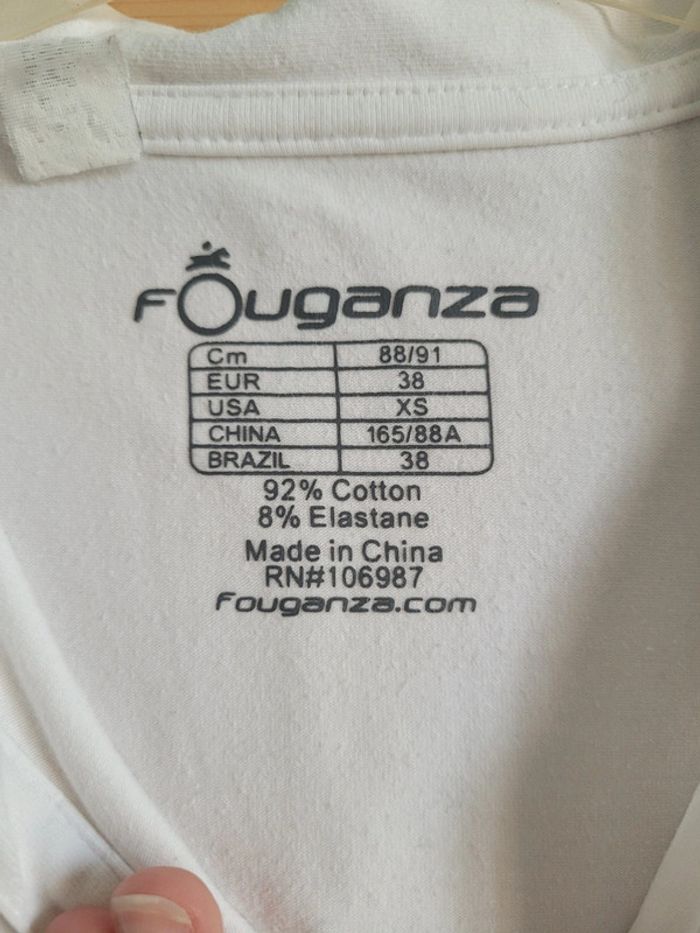 Fouganza
Cm 88/91
EUR 38
USA XS
CHINA 165/88A
BRAZIL 38
92% Cotton
8% Elastane
Made in China
RN#106987
Fouganza.com